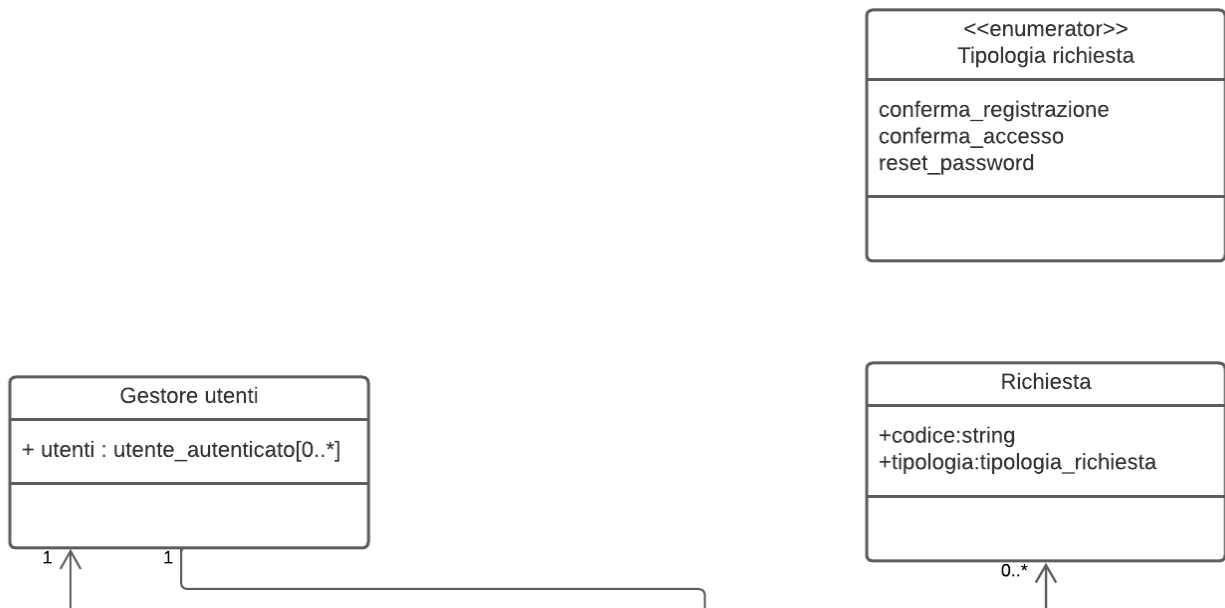 <<enumerator>>
Tipologia richiesta
conferma_registrazione
conferma_accesso
reset_password
Gestore utenti
+ utenti : utente_autenticato[0..*]
1
1
Richiesta
+codice:string
+tipologia:tipologia_richiesta
0..*